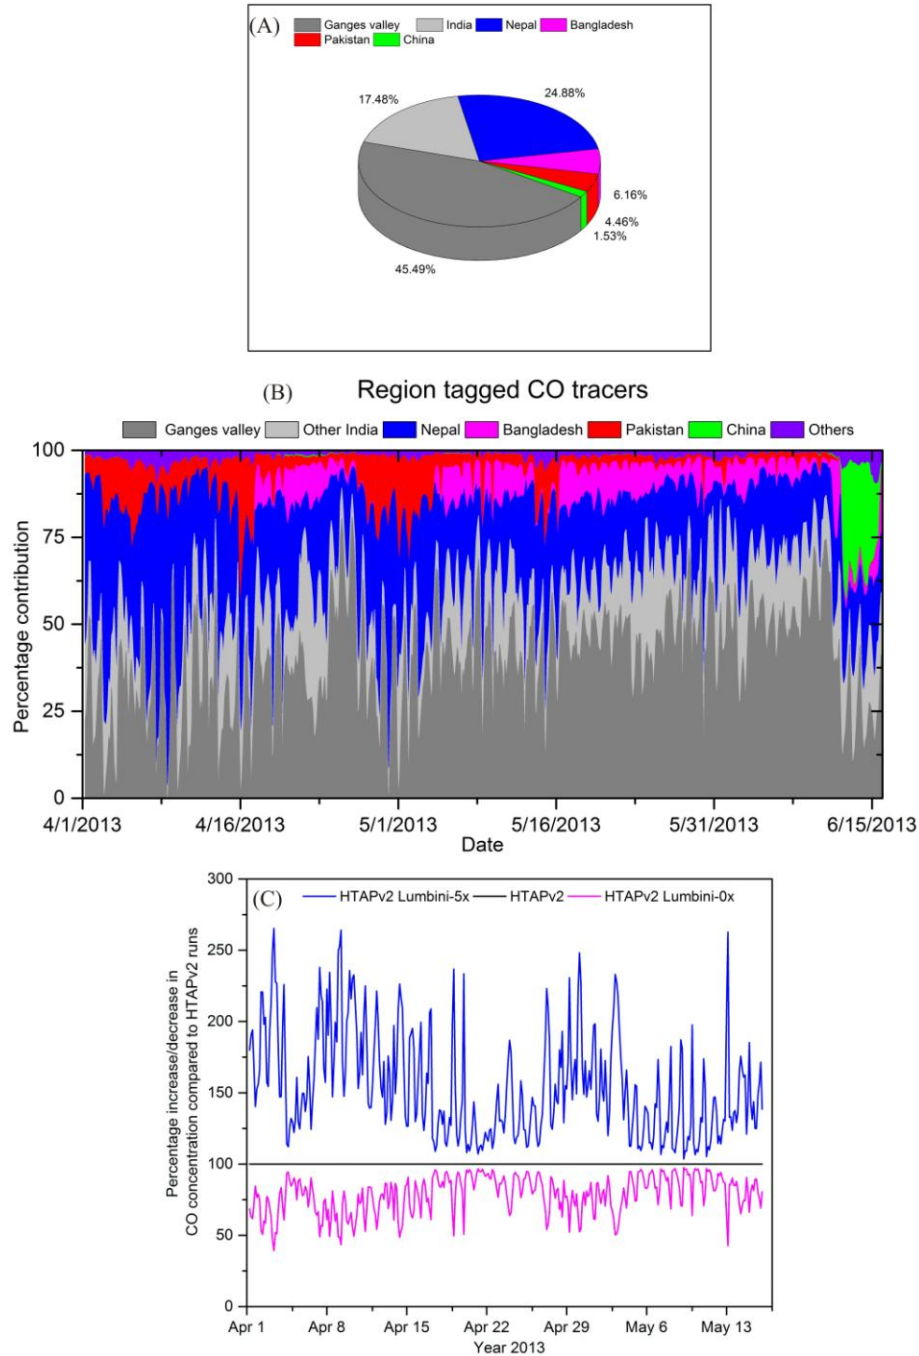 (A)
Ganges valley India Nepal Bangladesh
Pakistan China
17.48%
24.88%
6.16%
4.46%
1.53%
45.49%
(B) Region tagged CO tracers
Ganges valley Other India Nepal Bangladesh Pakistan China Others
Percentage contribution
100
75
50
25
0
4/1/2013 4/16/2013 5/1/2013 5/16/2013 5/31/2013 6/15/2013
Date
(C)
HTAPv2 Lumbini-5x HTAPv2 HTAPv2 Lumbini-0x
Percentage increase/decrease in
CO concentration compared to HTAPv2 runs
300
250
200
150
100
50
0
Apr 1 Apr 8 Apr 15 Apr 22 Apr 29 May 6 May 13
Year 2013